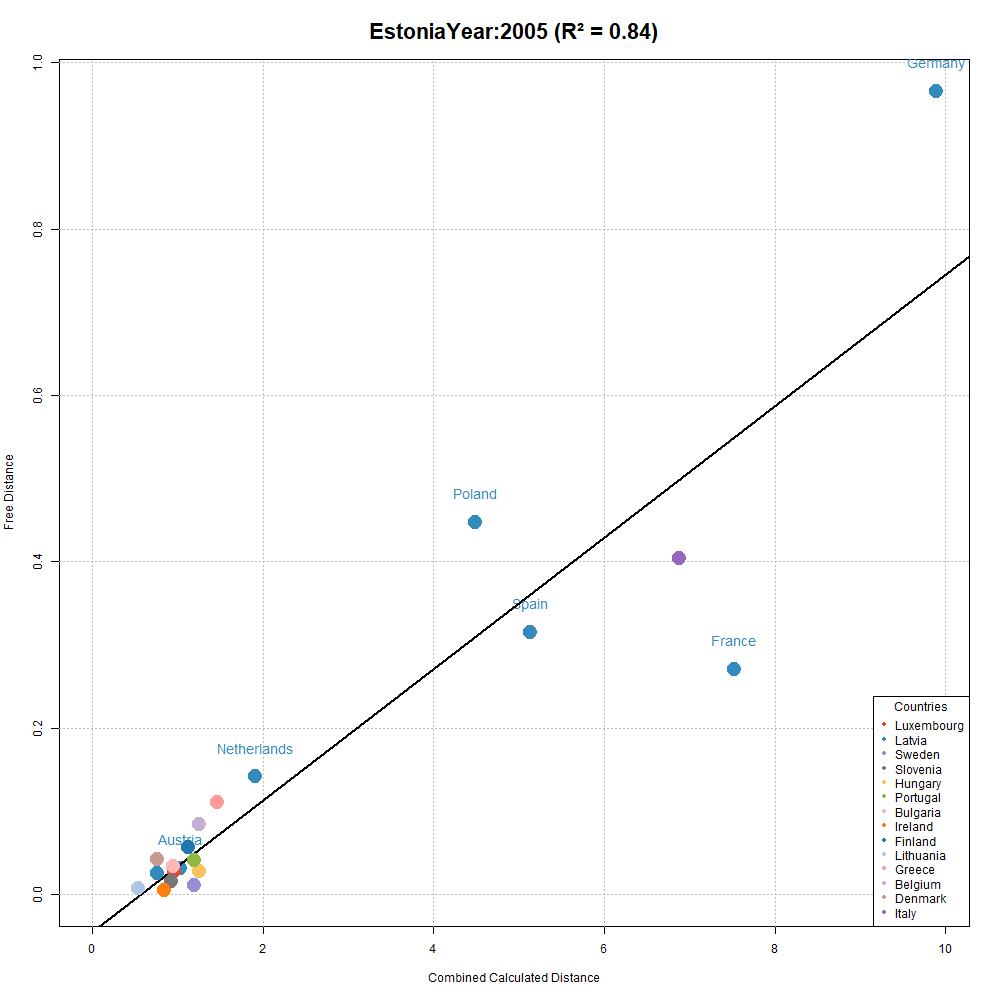 EstoniaYear:2005 (R² = 0.84)
Germany
Poland
Spain
France
Netherlands
Austria
Free Distance
0.0
0.2
0.4
0.6
0.8
1.0
0
2
4
6
8
10
Combined Calculated Distance
Countries
Luxembourg
Latvia
Sweden
Slovenia
Hungary
Portugal
Bulgaria
Ireland
Finland
Lithuania
Greece
Belgium
Denmark
Italy